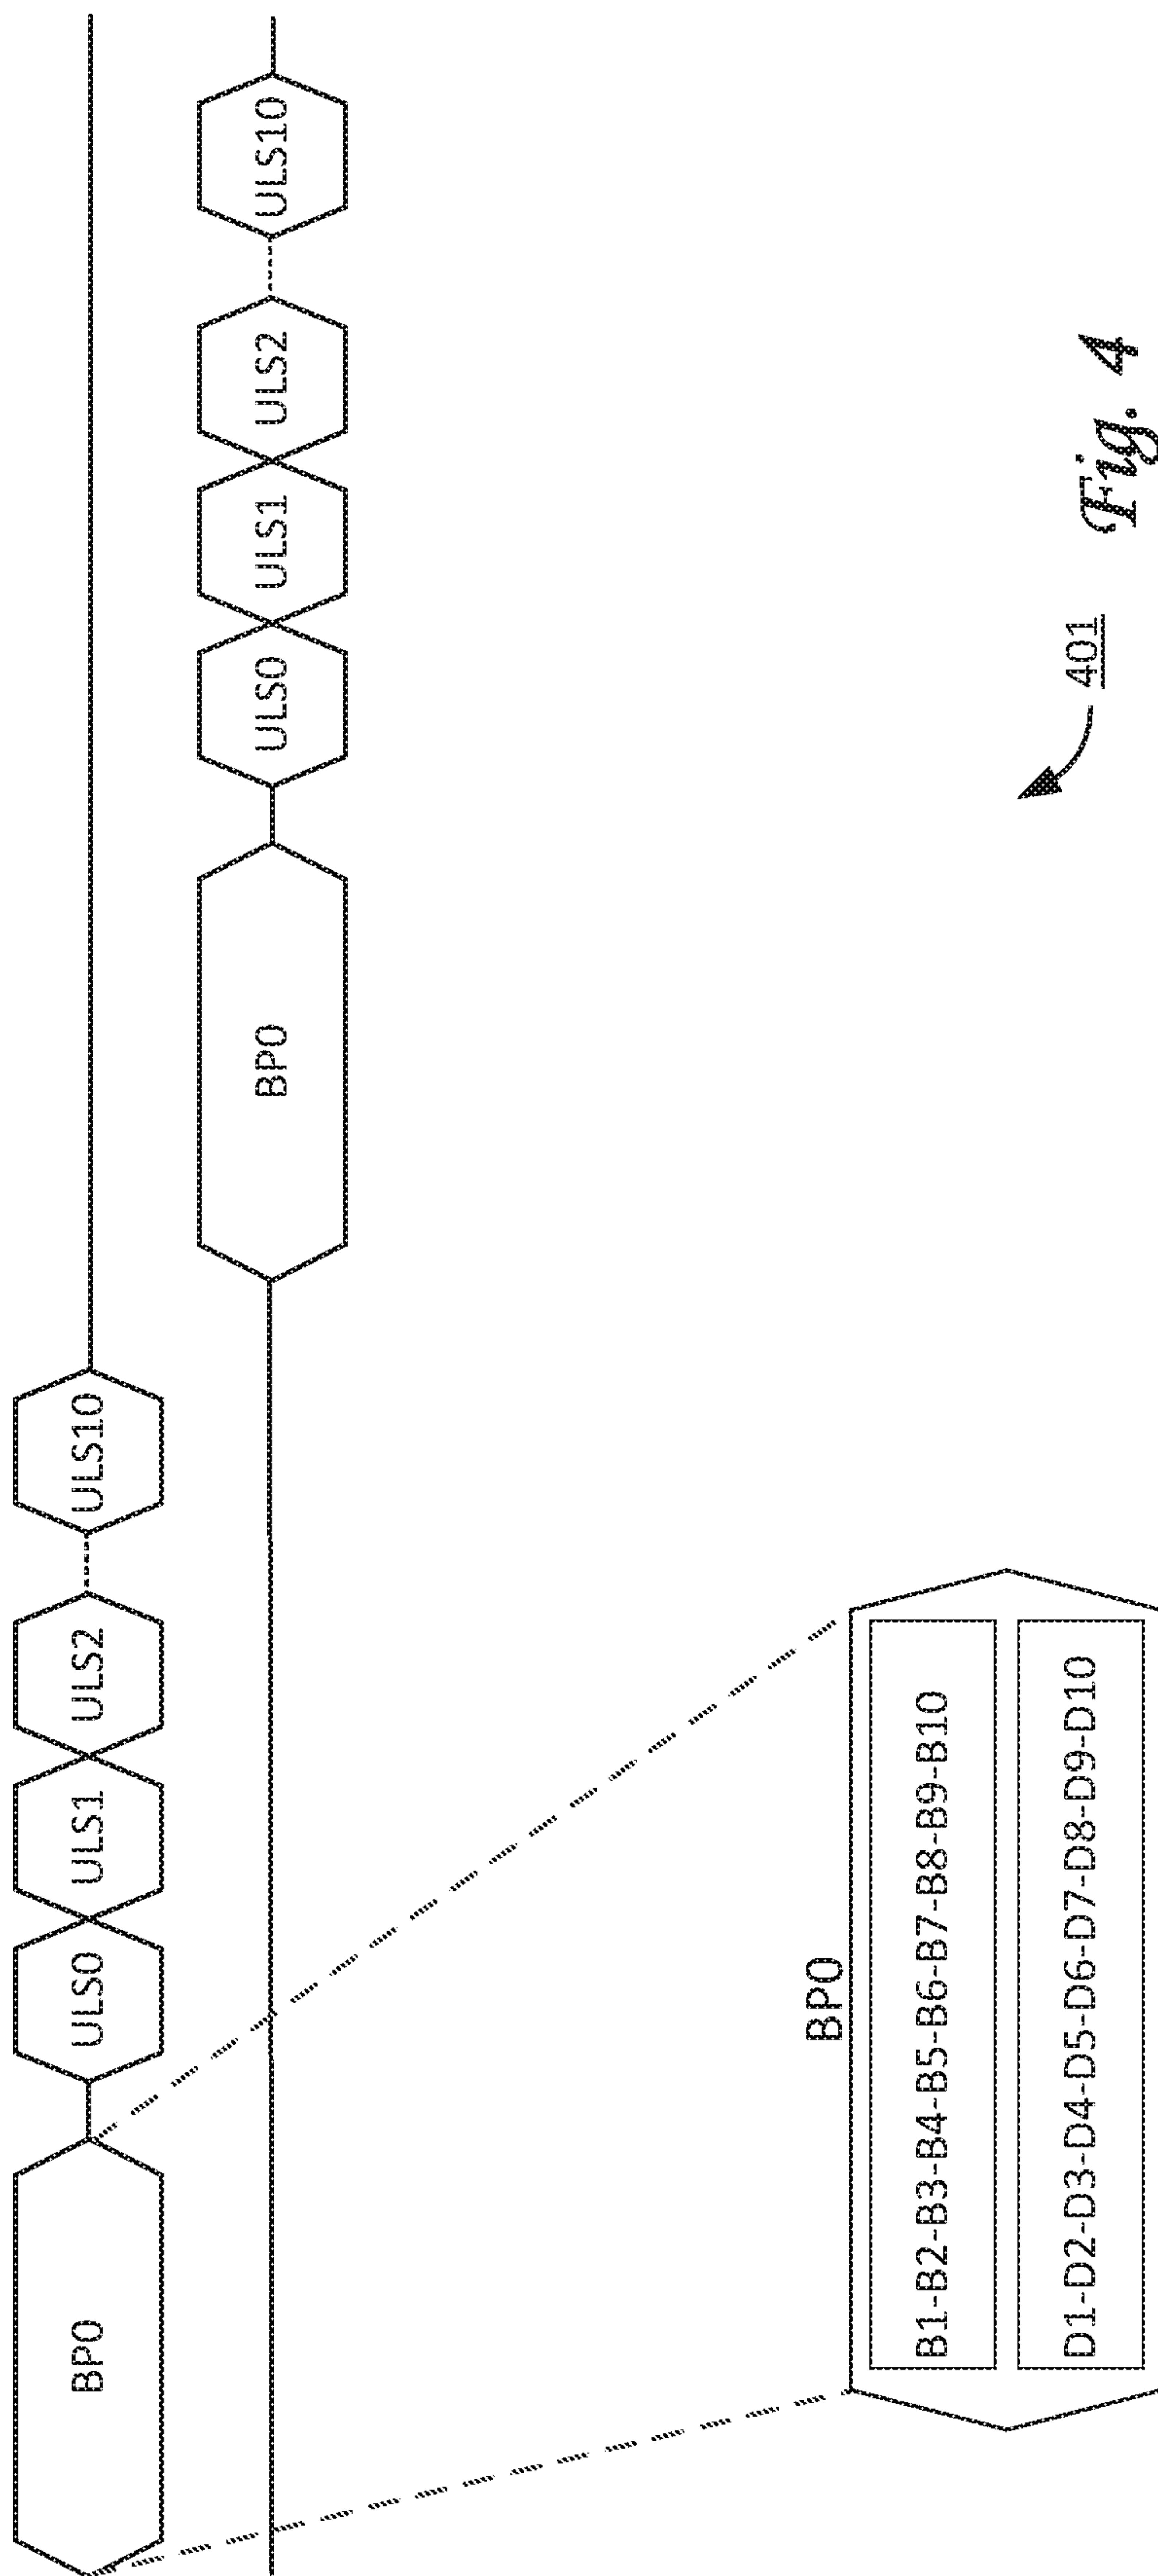 BP0 ULS0 ULS1 ULS2 ULS10
BP0 ULS0 ULS1 ULS2 ULS10
BP0
B1-B2-B3-B4-B5-B6-B7-B8-B9-B10
D1-D2-D3-D4-D5-D6-D7-D8-D9-D10
401
Fig. 4